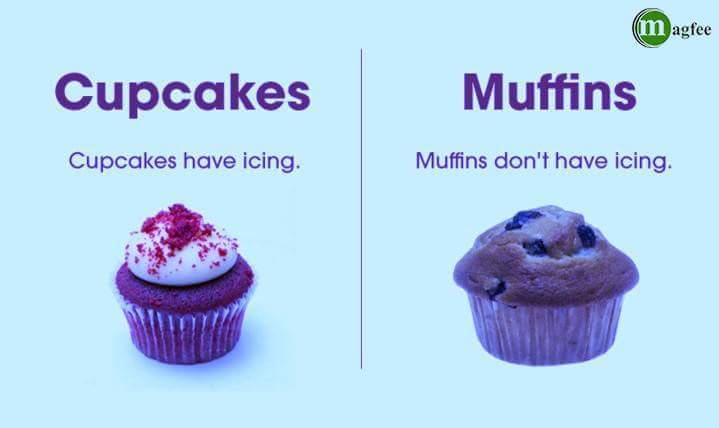 magfee
Cupcakes
Cupcakes have icing.
Muffins
Muffins don't have icing.